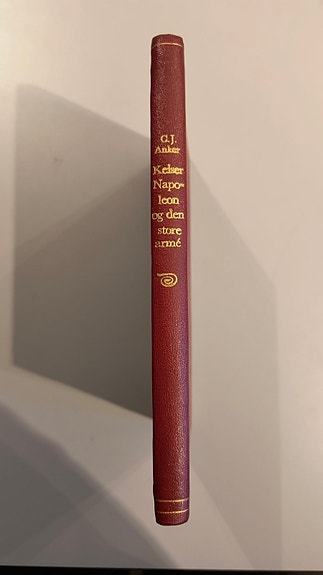 C.J.
Anker
Keiser
Napo-
leon
og den
store
armé